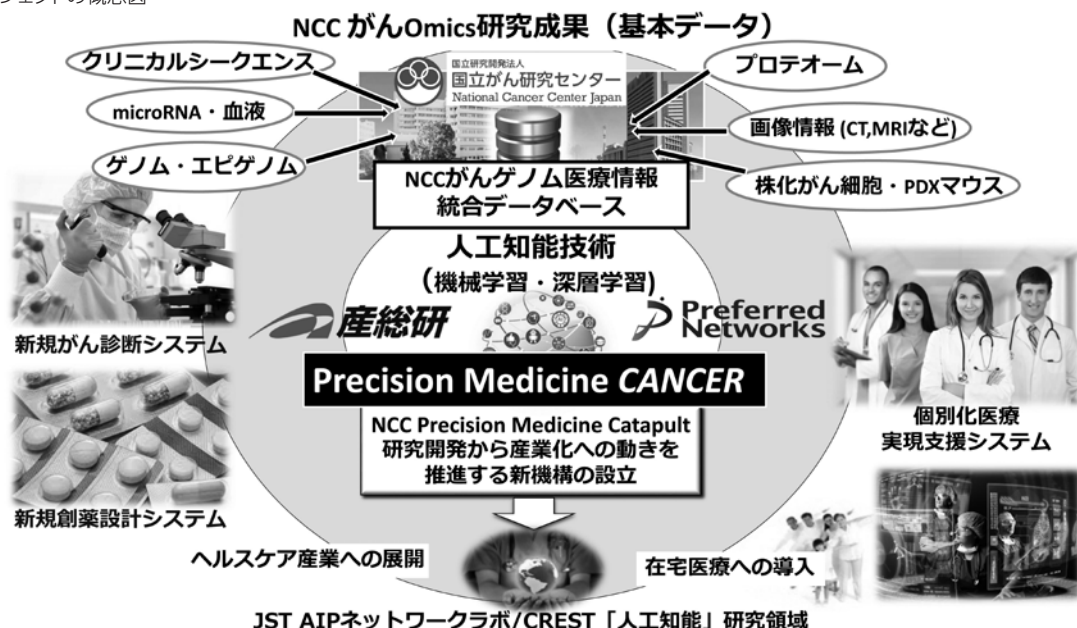 NCC がんOmics研究成果（基本データ）
クリニカルシークエンス
microRNA・血液
ゲノム・エピゲノム
国立研究開発法人
国立がん研究センター
National Cancer Center Japan
プロテオーム
画像情報 (CT,MRIなど)
株化がん細胞・PDXマウス
NCCがんゲノム医療情報
統合データベース
人工知能技術
（機械学習・深層学習)
産総研
Preferred
Networks
新規がん診断システム
Precision Medicine CANCER
NCC Precision Medicine Catapult
研究開発から産業化への動きを
推進する新機構の設立
個別化医療
実現支援システム
新規創薬設計システム
ヘルスケア産業への展開
在宅医療への導入
JST AIPネットワークラボ/CREST「人工知能」研究領域